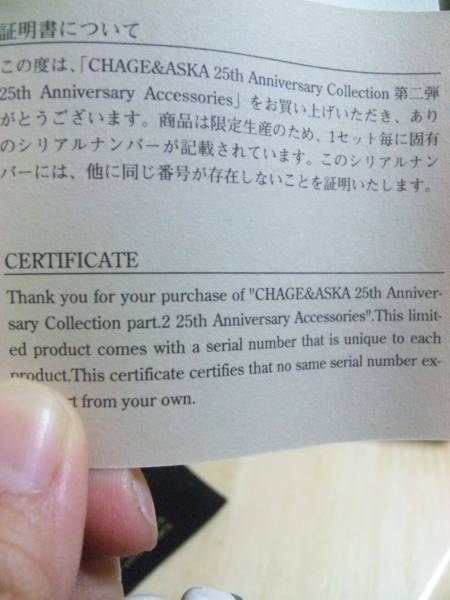 証明書について
この度は、「CHAGE&ASKA 25th Anniversary Collection 第二弾
25th Anniversary Accessories」をお買い上げいただき、あり
がとうございます。商品は限定生産のため、1セット毎に固有
のシリアルナンバーが記載されています。このシリアルナン
バーには、他に同じ番号が存在しないことを証明いたします。
CERTIFICATE
Thank you for your purchase of "CHAGE&ASKA 25th Anniver-
sary Collection part.2 25th Anniversary Accessories".This limit-
ed product comes with a serial number that is unique to each
product.This certificate certifies that no same serial number ex-
from your own.